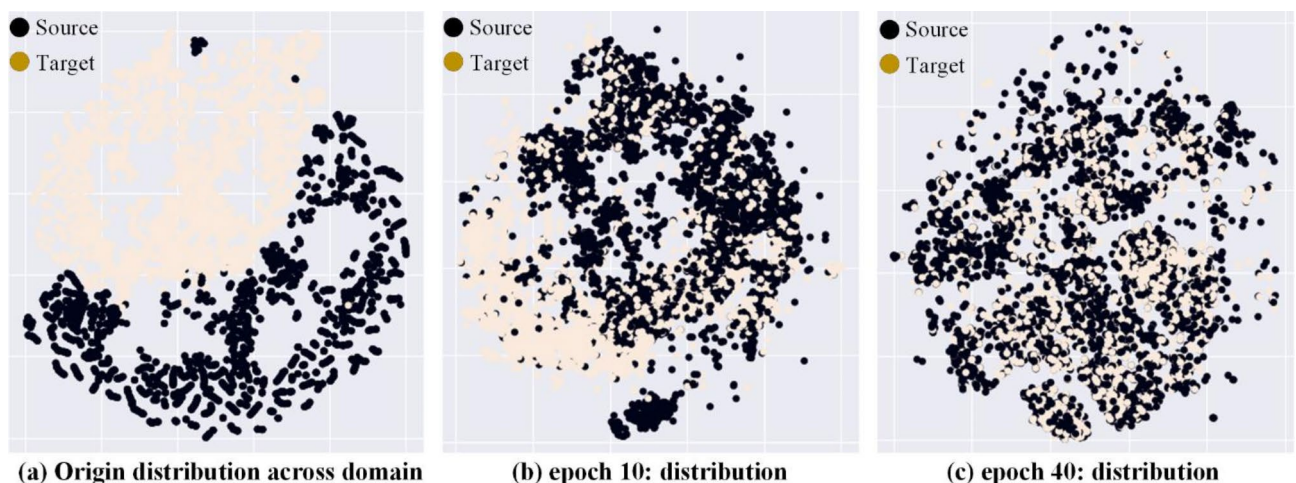 Source
Target
Source
Target
Source
Target
(a) Origin distribution across domain
(b) epoch 10: distribution
(c) epoch 40: distribution